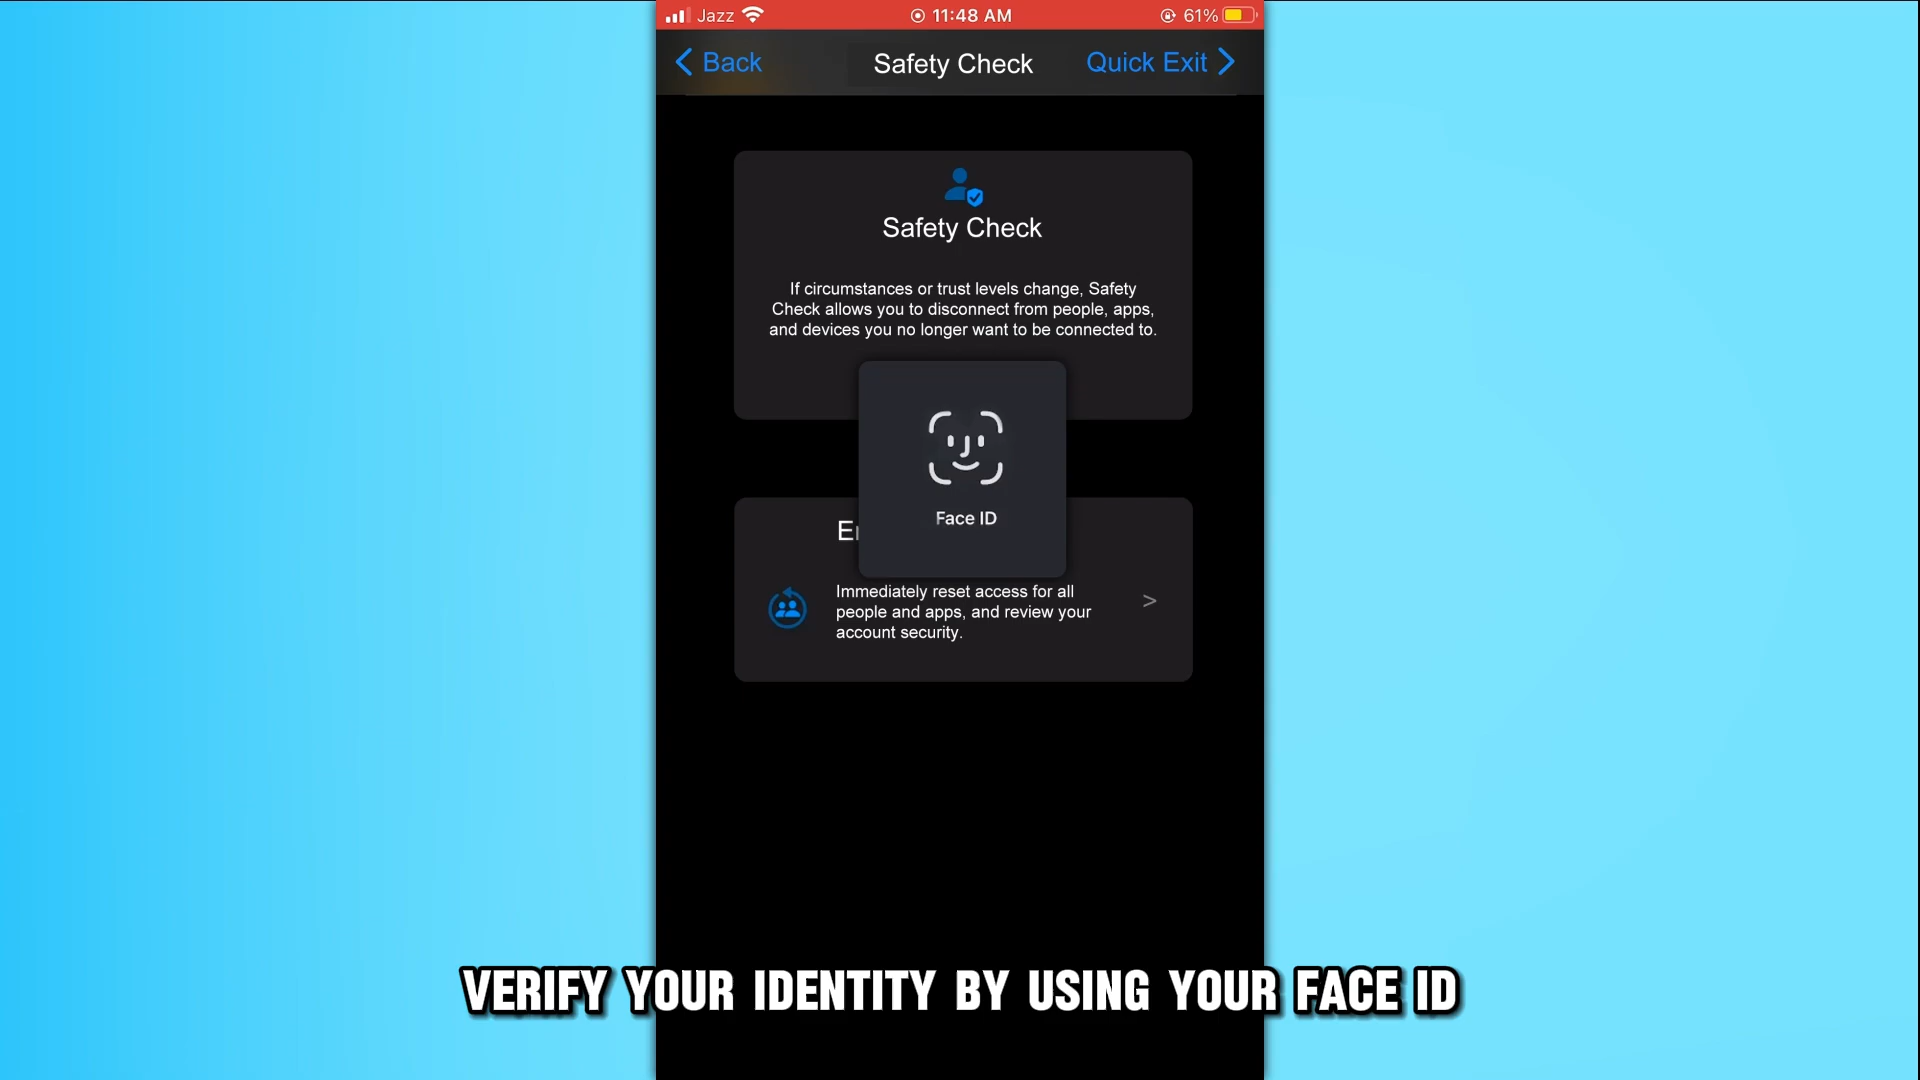 Jazz 11:48 AM 61%
Back Safety Check Quick Exit
Safety Check
If circumstances or trust levels change, Safety
Check allows you to disconnect from people, apps,
and devices you no longer want to be connected to.
Face ID
Immediately reset access for all
people and apps, and review your
account security.
VERIFY YOUR IDENTITY BY USING YOUR FACE ID